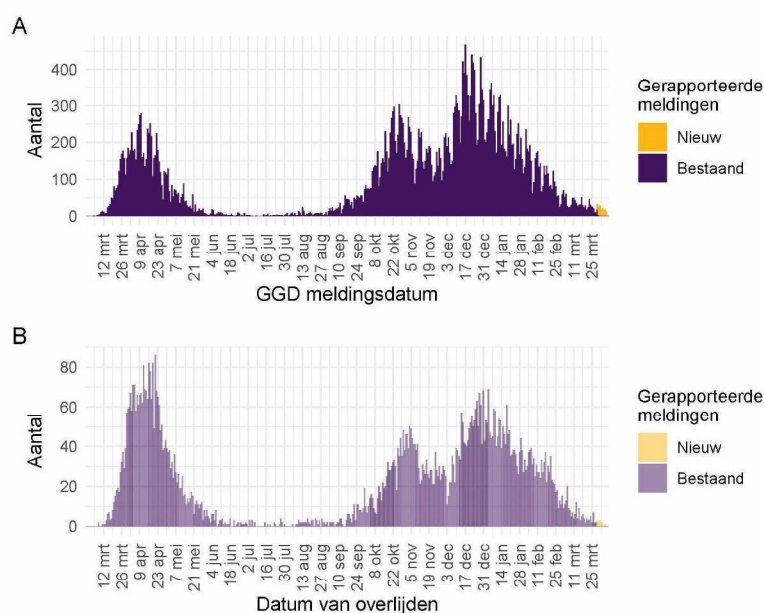 A
Aantal
400
300
200
100
0
12 mrt
26 mrt
9 apr
23 apr
7 mei
21 mei
4 jun
18 jun
2 jul
16 jul
30 jul
13 aug
27 aug
10 sep
24 sep
8 okt
22 okt
5 nov
19 nov
3 dec
17 dec
31 dec
14 jan
28 jan
11 feb
25 feb
11 mrt
25 mrt
GGD meldingsdatum
Gerapporteerde
meldingen
Nieuw
Bestaand
B
Aantal
80
60
40
20
0
12 mrt
26 mrt
9 apr
23 apr
7 mei
21 mei
4 jun
18 jun
2 jul
16 jul
30 jul
13 aug
27 aug
10 sep
24 sep
8 okt
22 okt
5 nov
19 nov
3 dec
17 dec
31 dec
14 jan
28 jan
11 feb
25 feb
11 mrt
25 mrt
Datum van overlijden
Gerapporteerde
meldingen
Nieuw
Bestaand